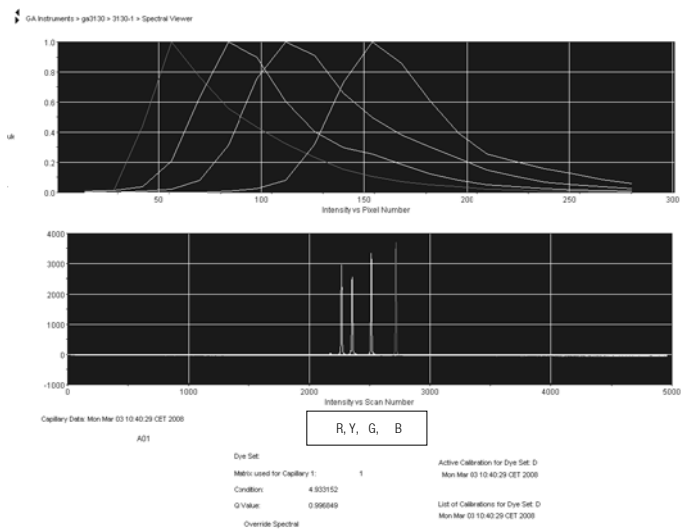 GA Instruments > ga3130 > 3130-1 > Spectral Viewer
1.0
0.8
0.6
0.4
0.2
0.0
0 50 100 150 200 250 300
Intensity vs Pixel Number
4000
3000
2000
1000
0
-1000
0 1000 2000 3000 4000 5000
Intensity vs Scan Number
R, Y, G, B
Capillary Data: Mon Mar 03 10:40:29 CET 2008
A01
Dye Set:
Matrix used for Capillary 1: 1
Condition: 4.933152
Q Value: 0.996849
Override Spectral
Active Calibration for Dye Set: D
Mon Mar 03 10:40:29 CET 2008
List of Calibrations for Dye Set: D
Mon Mar 03 10:40:29 CET 2008